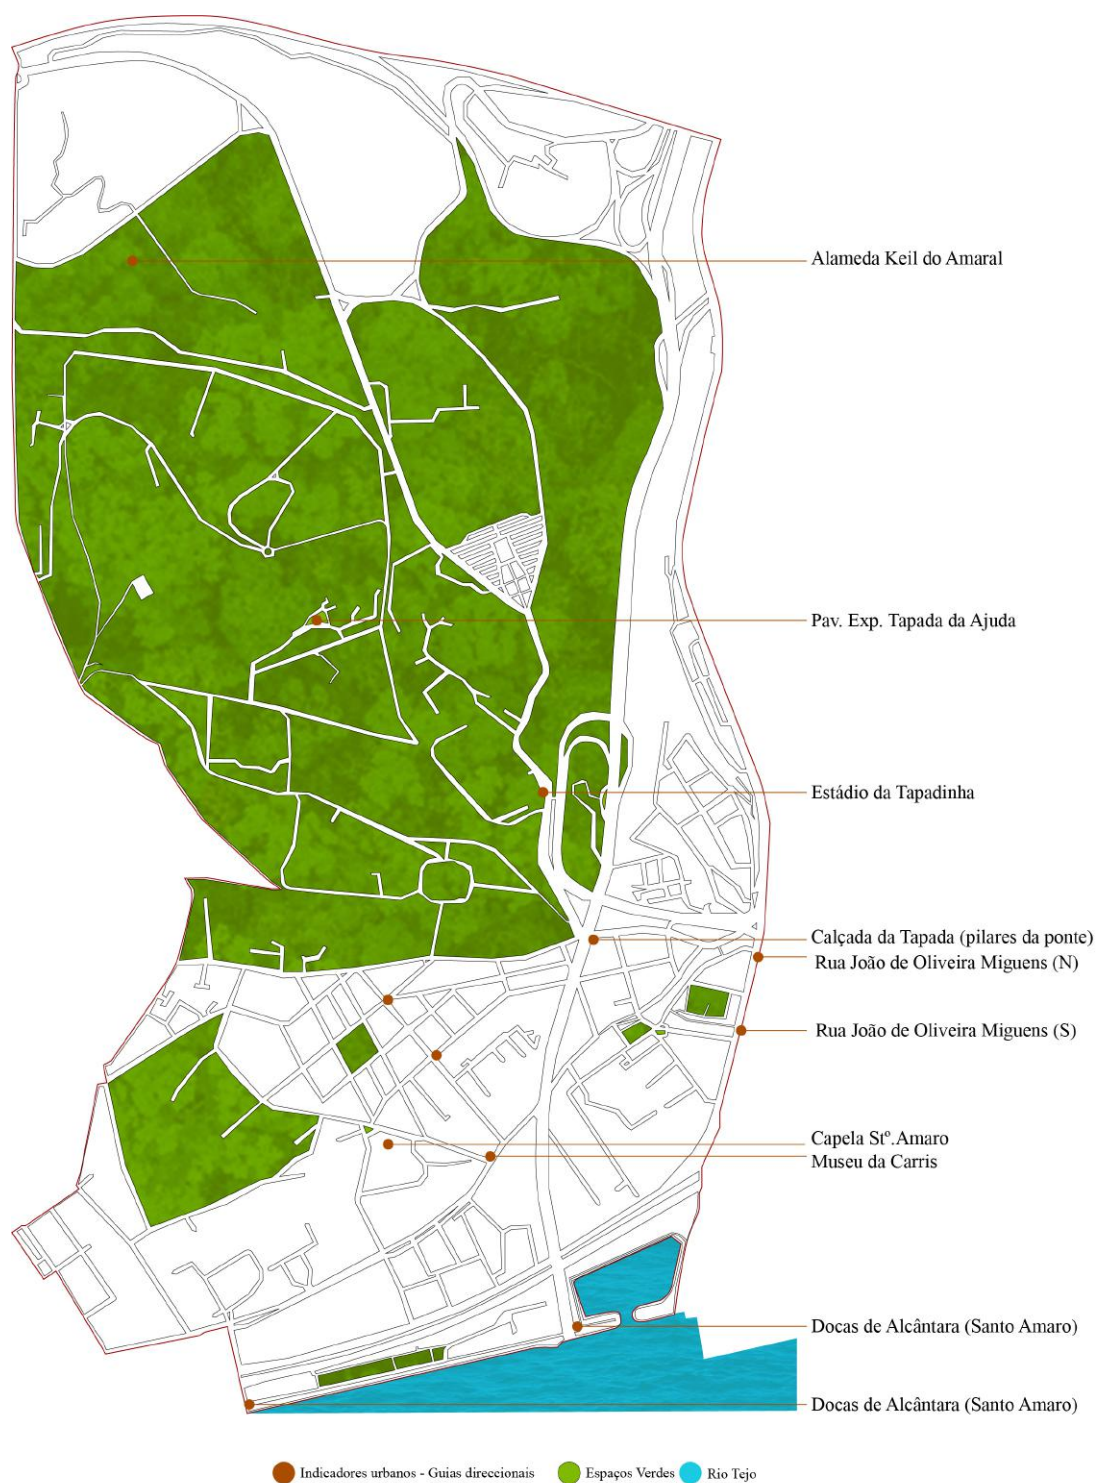 Alameda Keil do Amaral
Pav. Exp. Tapada da Ajuda
Estádio da Tapadinha
Calçada da Tapada (pilares da ponte)
Rua João de Oliveira Miguens (N)
Rua João de Oliveira Miguens (S)
Capela Stº.Amaro
Museu da Carris
Docas de Alcântara (Santo Amaro)
Docas de Alcântara (Santo Amaro)
Indicadores urbanos - Guias direccionais Espaços Verdes Rio Tejo